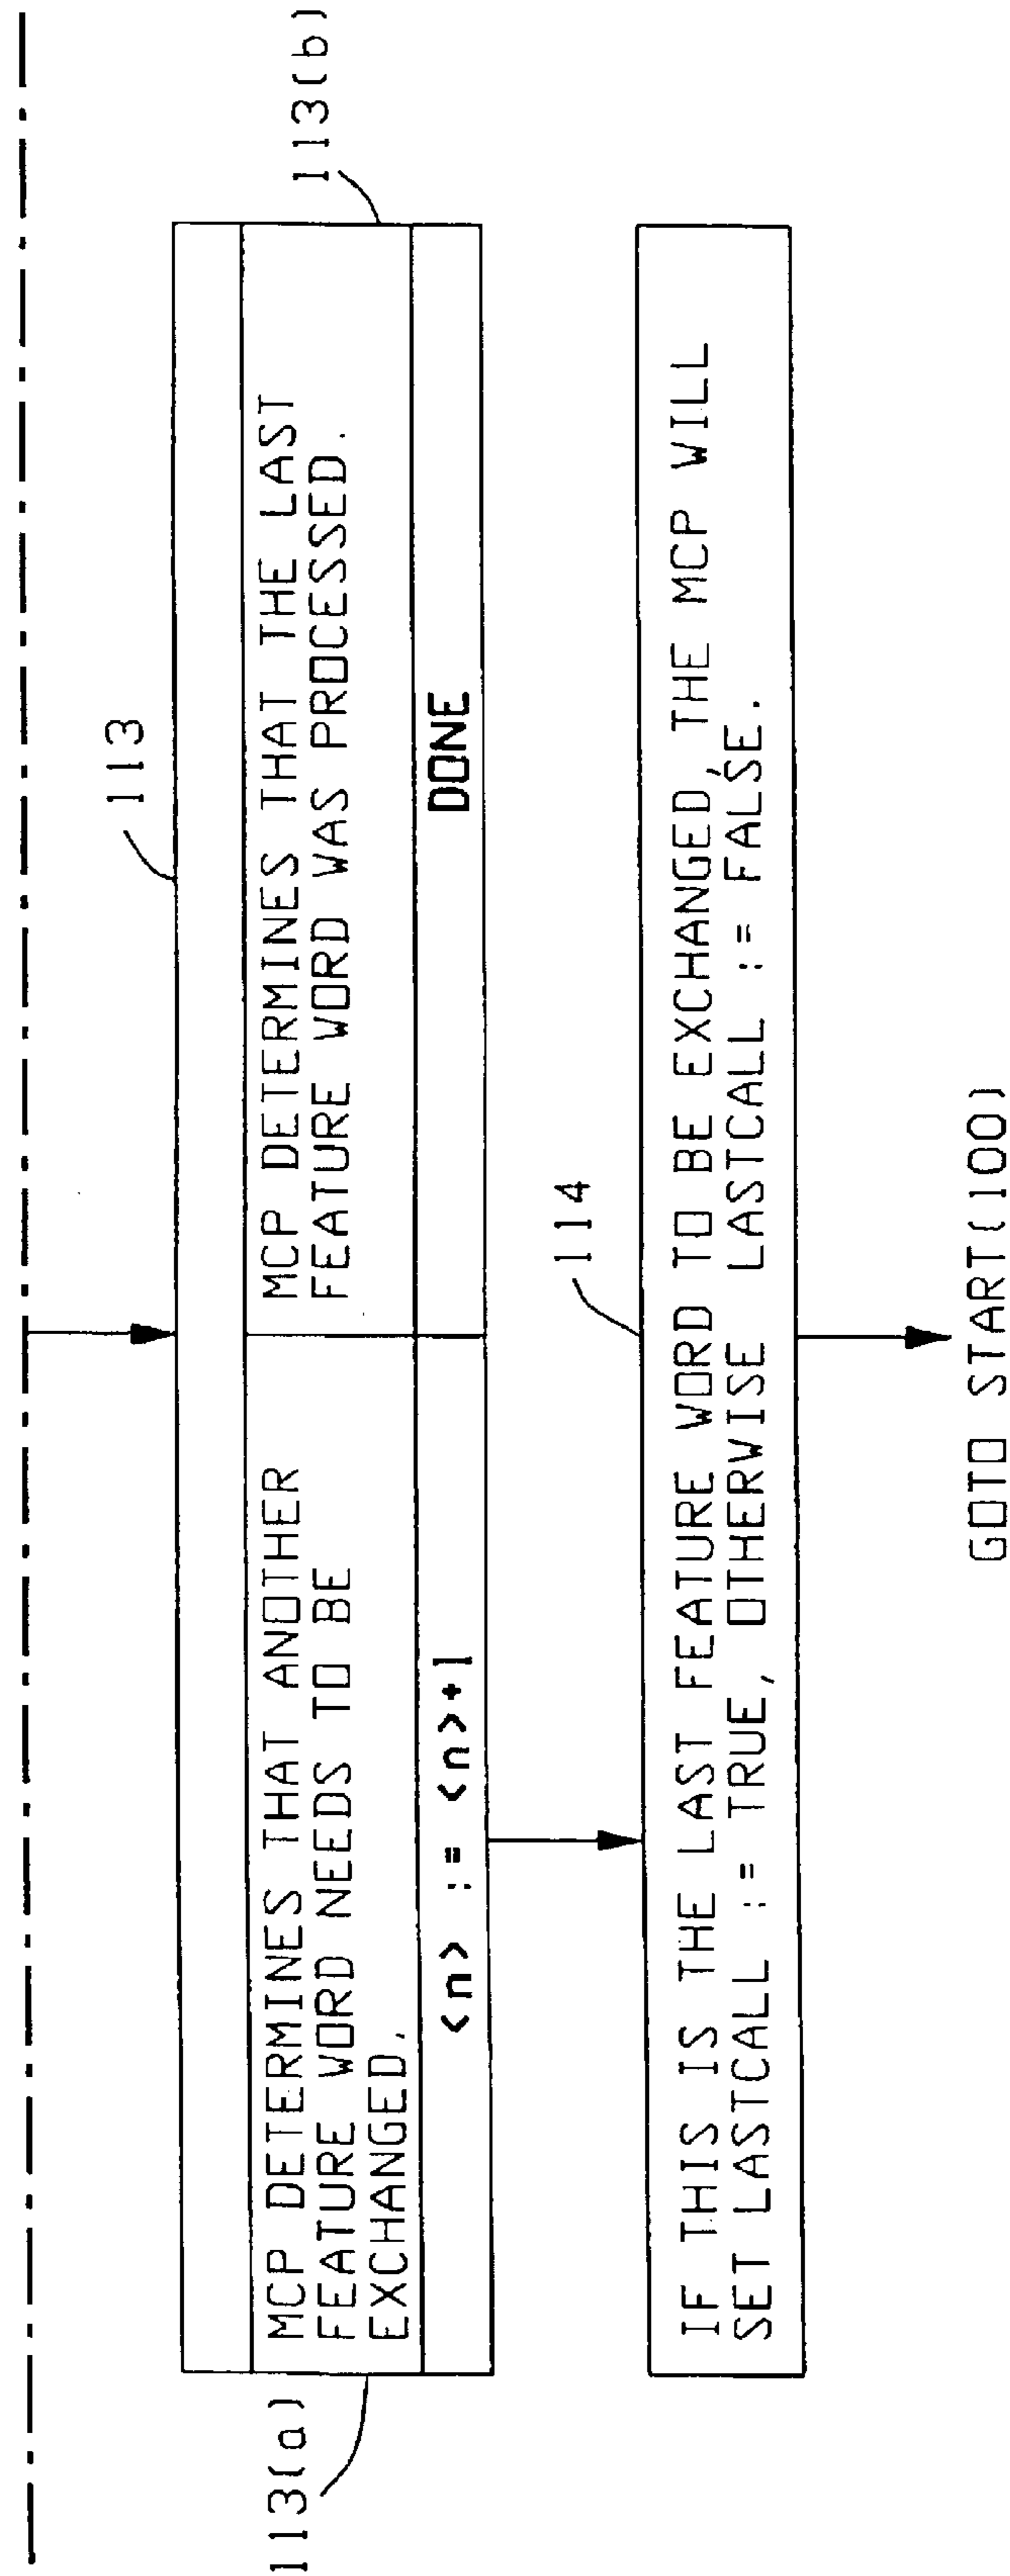 113
113(a)
MCP DETERMINES THAT ANOTHER
FEATURE WORD NEEDS TO BE
EXCHANGED.
MCP DETERMINES THAT THE LAST
FEATURE WORD WAS PROCESSED.
113(b)
<n> := <n>+1
DONE
114
IF THIS IS THE LAST FEATURE WORD TO BE EXCHANGED, THE MCP WILL
SET LASTCALL := TRUE, OTHERWISE LASTCALL := FALSE.
GOTO START(100)